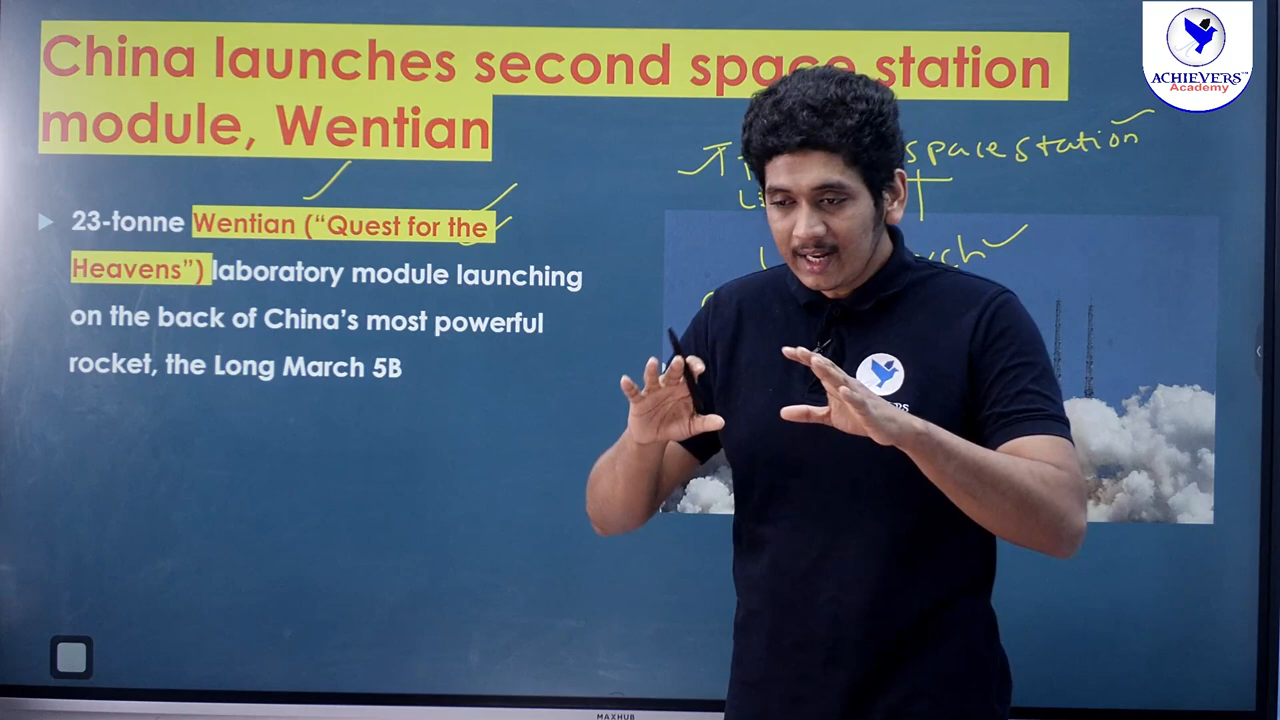 China launches second space station
module, Wentian
23-tonne Wentian (“Quest for the
Heavens”) laboratory module launching
on the back of China’s most powerful
rocket, the Long March 5B
space station
ACHIEVERS™
Academy
MAXHUB